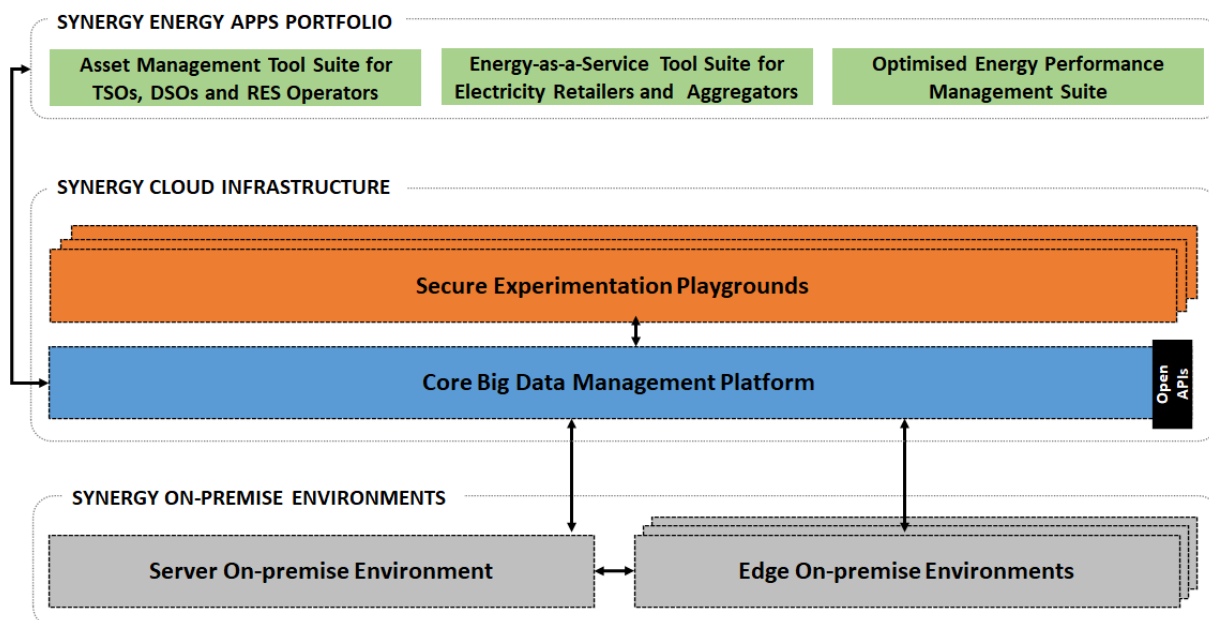 SYNERGY ENERGY APPS PORTFOLIO
Asset Management Tool Suite for
TSOs, DSOs and RES Operators
Energy-as-a-Service Tool Suite for
Electricity Retailers and Aggregators
Optimised Energy Performance
Management Suite
SYNERGY CLOUD INFRASTRUCTURE
Secure Experimentation Playgrounds
Core Big Data Management Platform
Open
APIs
SYNERGY ON-PREMISE ENVIRONMENTS
Server On-premise Environment
Edge On-premise Environments